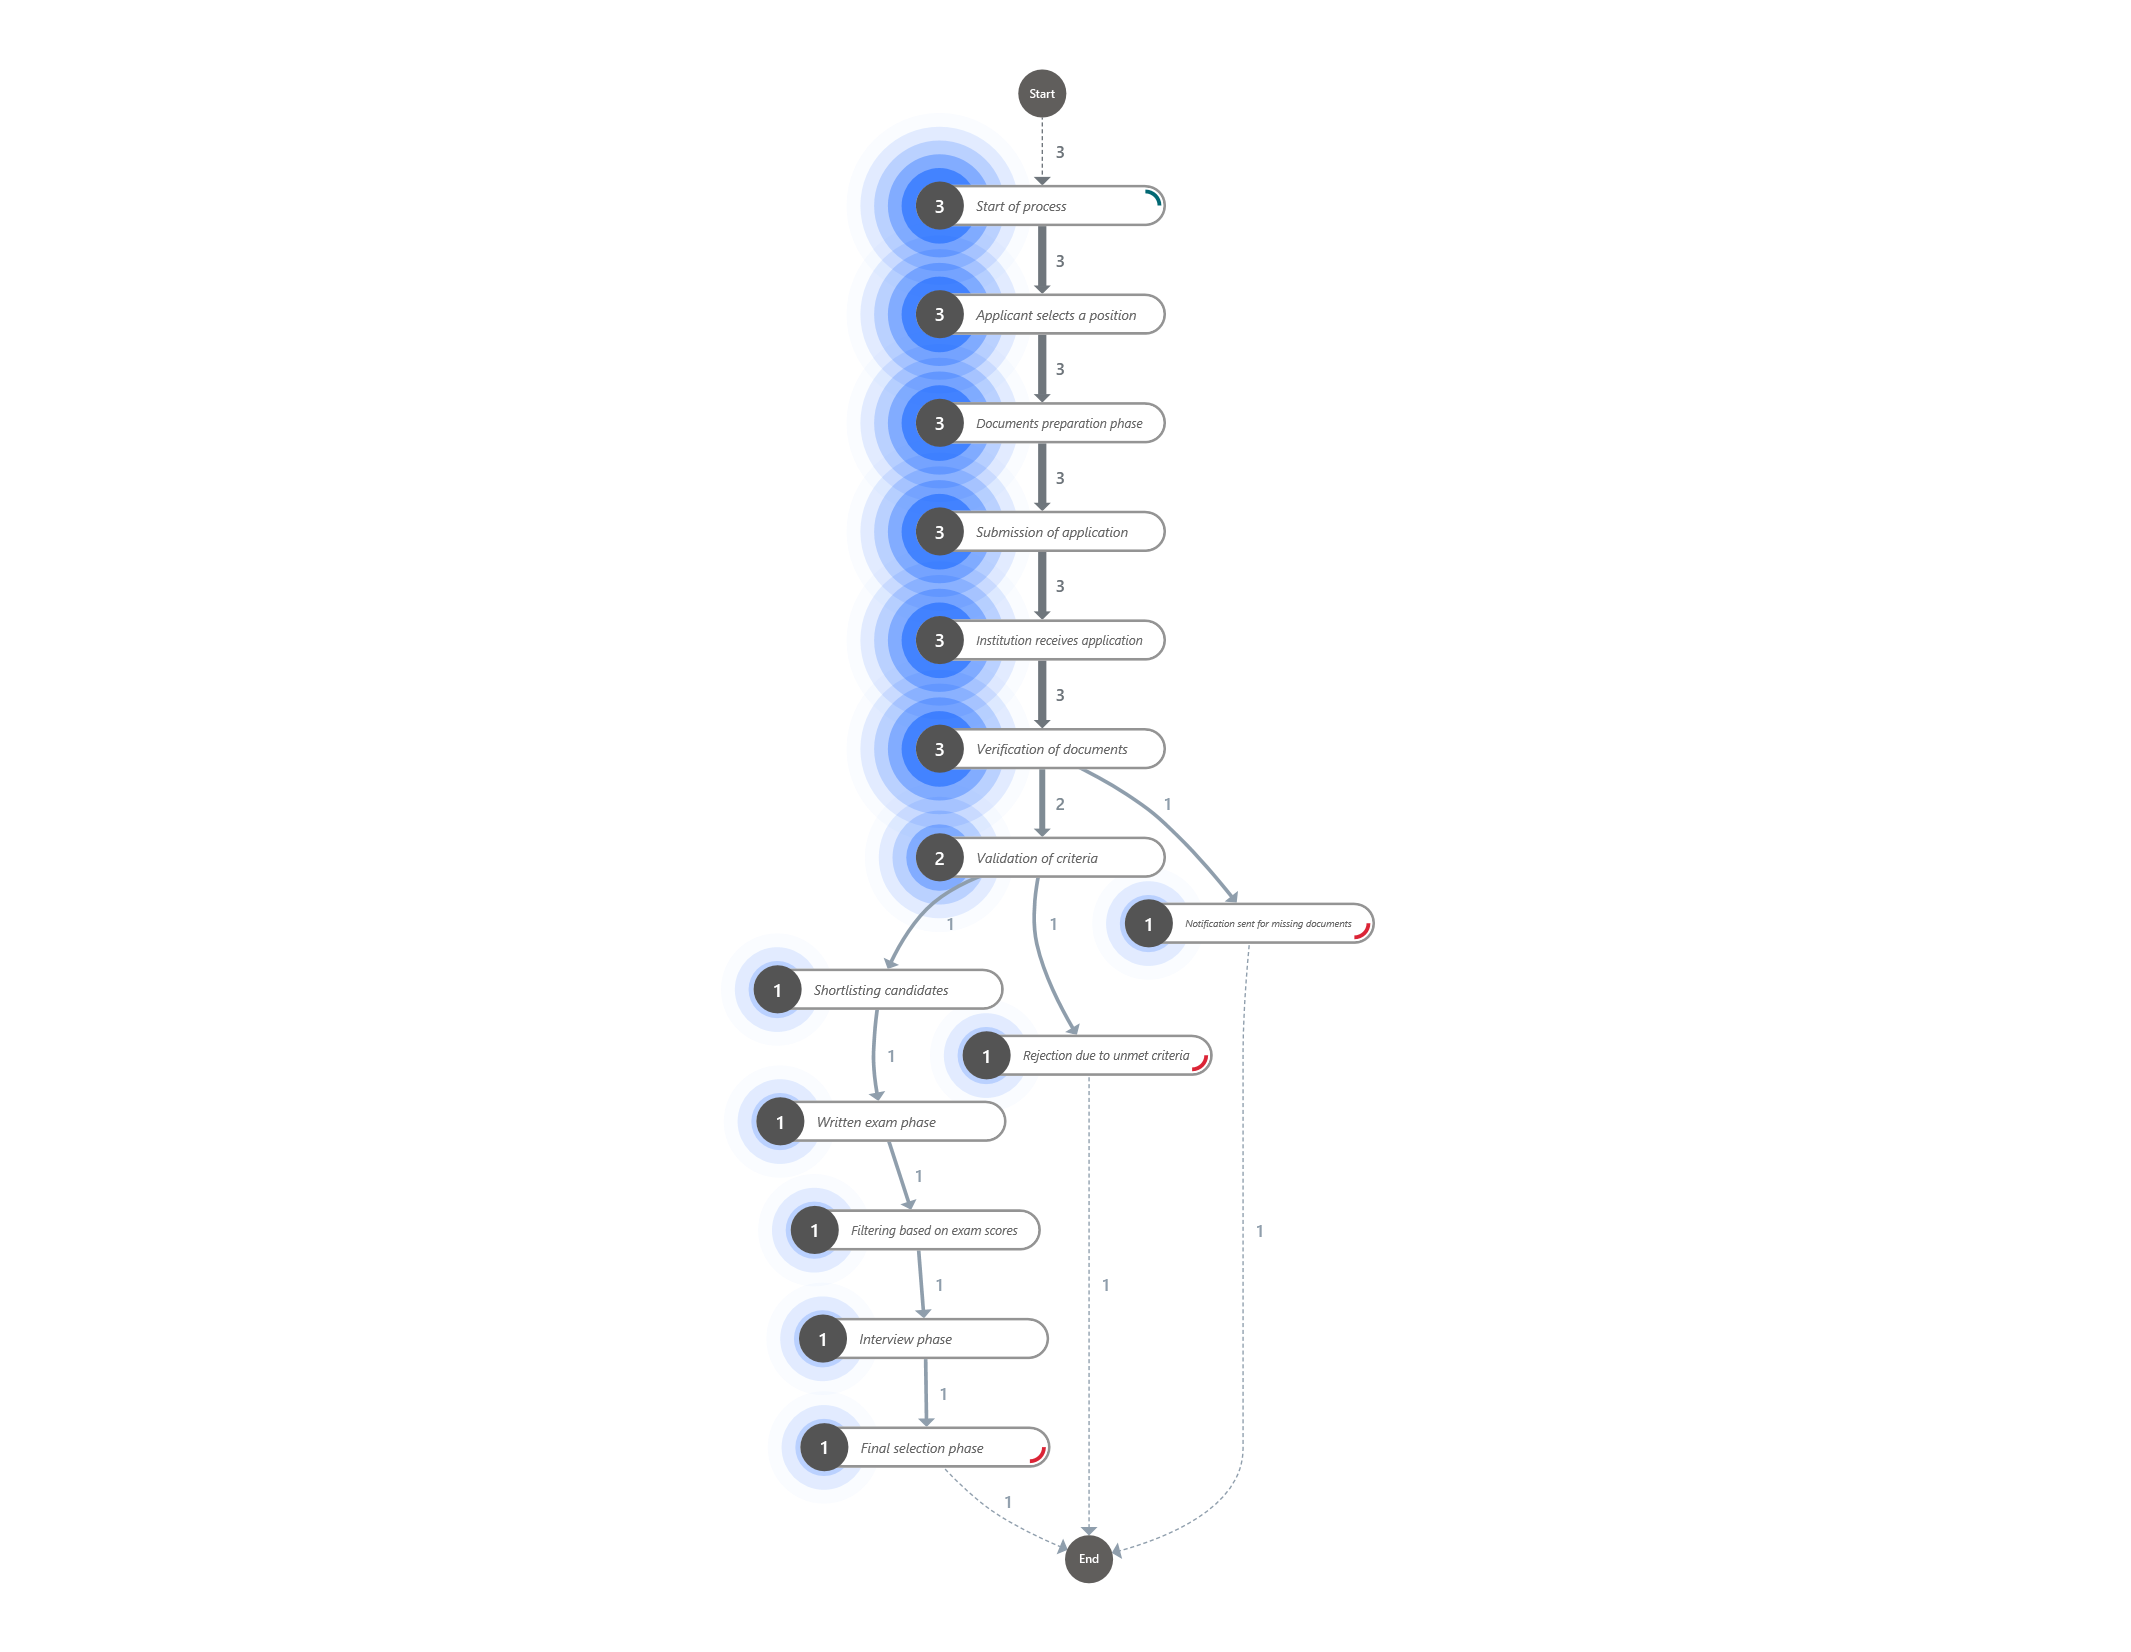 Start
3
3 Start of process
3
3 Applicant selects a position
3
3 Documents preparation phase
3
3 Submission of application
3
3 Institution receives application
3
3 Verification of documents
2 1
2 Validation of criteria
1 1
1 Notification sent for missing documents
1 Shortlisting candidates
1
1 Rejection due to unmet criteria
1 Written exam phase
1
1 Filtering based on exam scores
1
1
1
1 Interview phase
1
1 Final selection phase
1
End